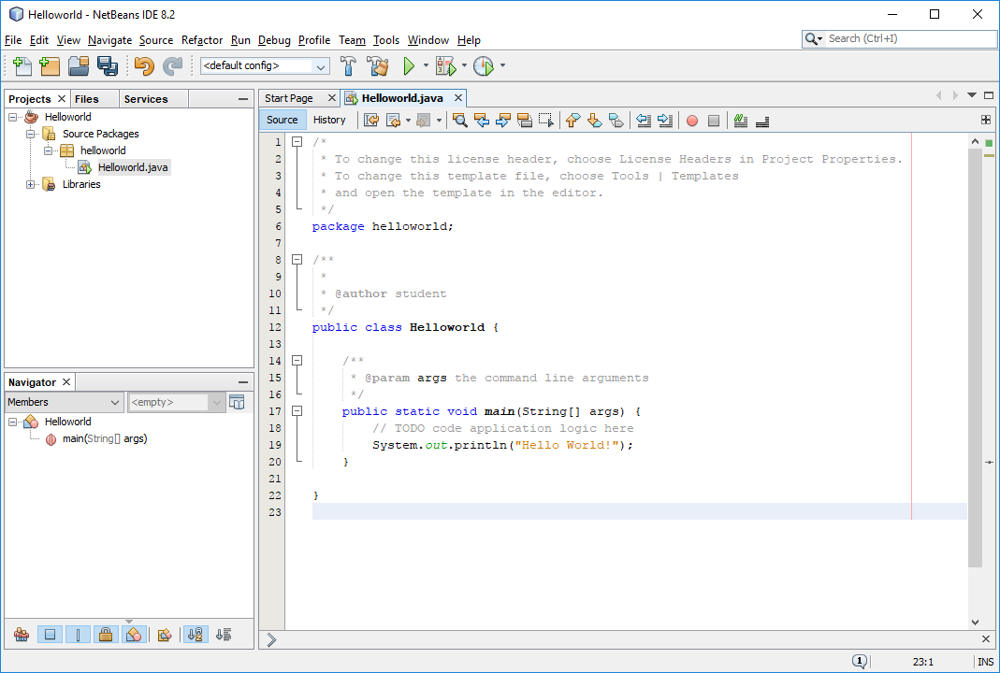 Helloworld - NetBeans IDE 8.2
File Edit View Navigate Source Refactor Run Debug Profile Team Tools Window Help
Search (Ctrl+I)
<default config>
Projects Files Services
Helloworld
Source Packages
helloworld
Helloworld.java
Libraries
Navigator
Members <empty>
Helloworld
main(String[] args)
Start Page Helloworld.java
Source History
1 /*
2 * To change this license header, choose License Headers in Project Properties.
3 * To change this template file, choose Tools | Templates
4 * and open the template in the editor.
5 */
6 package helloworld;
7
8 /**
9 *
10 * @author student
11 */
12 public class Helloworld {
13
14 /**
15 * @param args the command line arguments
16 */
17 public static void main(String[] args) {
18 // TODO code application logic here
19 System.out.println("Hello World!");
20 }
21
22 }
23
1 23:1 INS